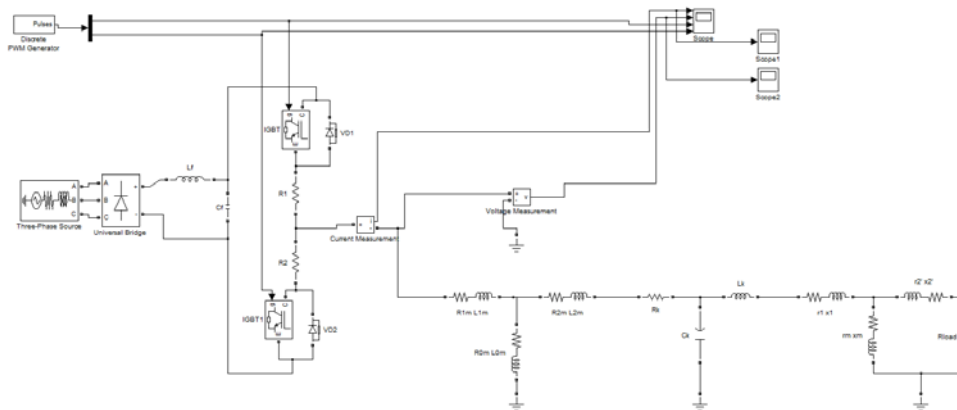 Pulses
Discrete
PWM Generator
Scope
Scope1
Scope2
g C
E
IGBT
VD1
Lf
R1
A
B
C
A
B
C
+
-
Three-Phase Source
Universal Bridge
Cf
+ i
-
Current Measurement
+ v
-
Voltage Measurement
R2
g C
E
IGBT1
VD2
R1m L1m
R2m L2m
Rk
Lk
r1 x1
r2' x2'
R0m L0m
Ck
rm xm
Rload